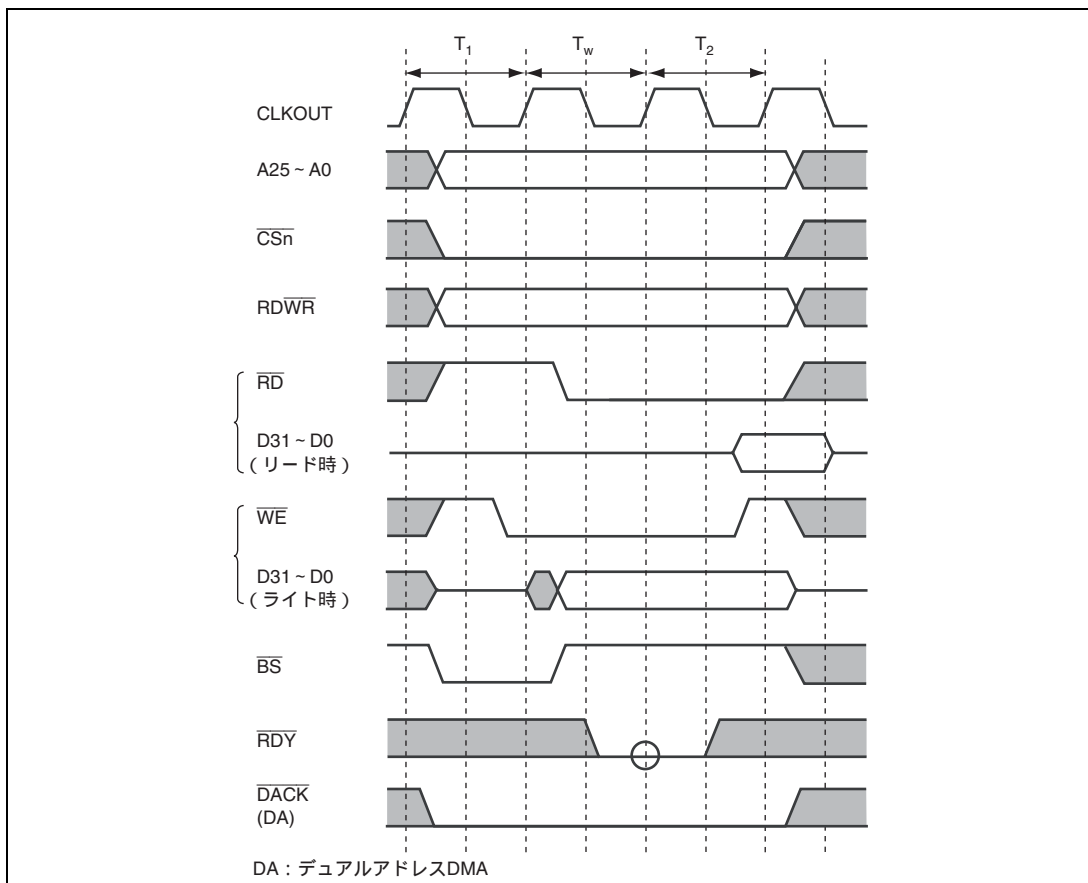 T1 Tw T2
CLKOUT
A25 ~ A0
CSn
RDWR
RD
D31 ~ D0
( リード時 )
WE
D31 ~ D0
( ライト時 )
BS
RDY
DACK
(DA)
DA : デュアルアドレスDMA